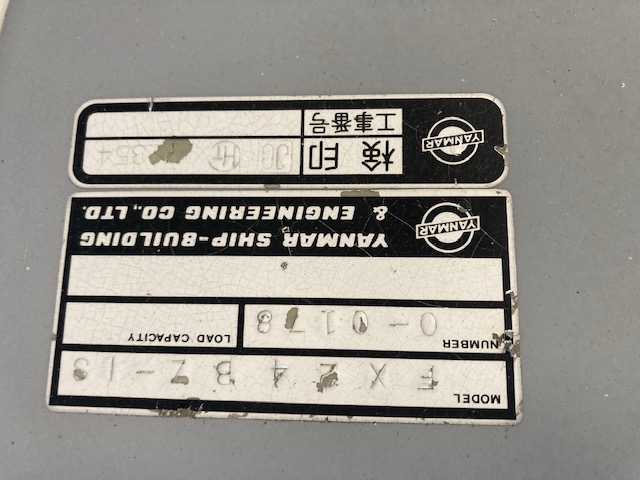 MODEL FX24BZ-1S
NUMBER 0-0178 LOAD CAPACITY
YANMAR YANMAR SHIP-BUILDING
& ENGINEERING CO., LTD.
YANMAR 検印 HT
工事番号